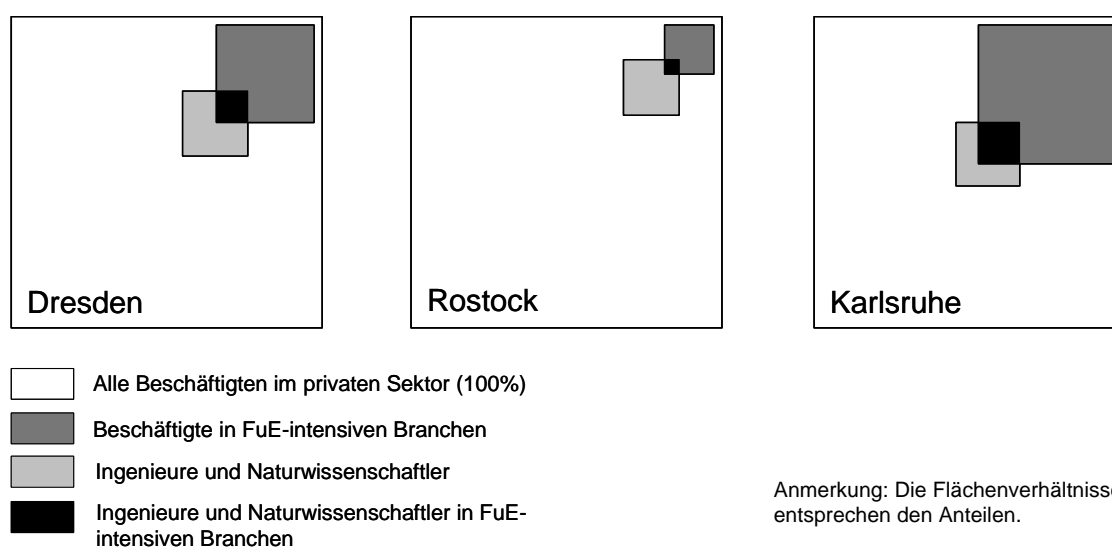 Dresden
Rostock
Karlsruhe
Alle Beschäftigten im privaten Sektor (100%)
Beschäftigte in FuE-intensiven Branchen
Ingenieure und Naturwissenschaftler
Ingenieure und Naturwissenschaftler in FuE-
intensiven Branchen
Anmerkung: Die Flächenverhältnisse
entsprechen den Anteilen.